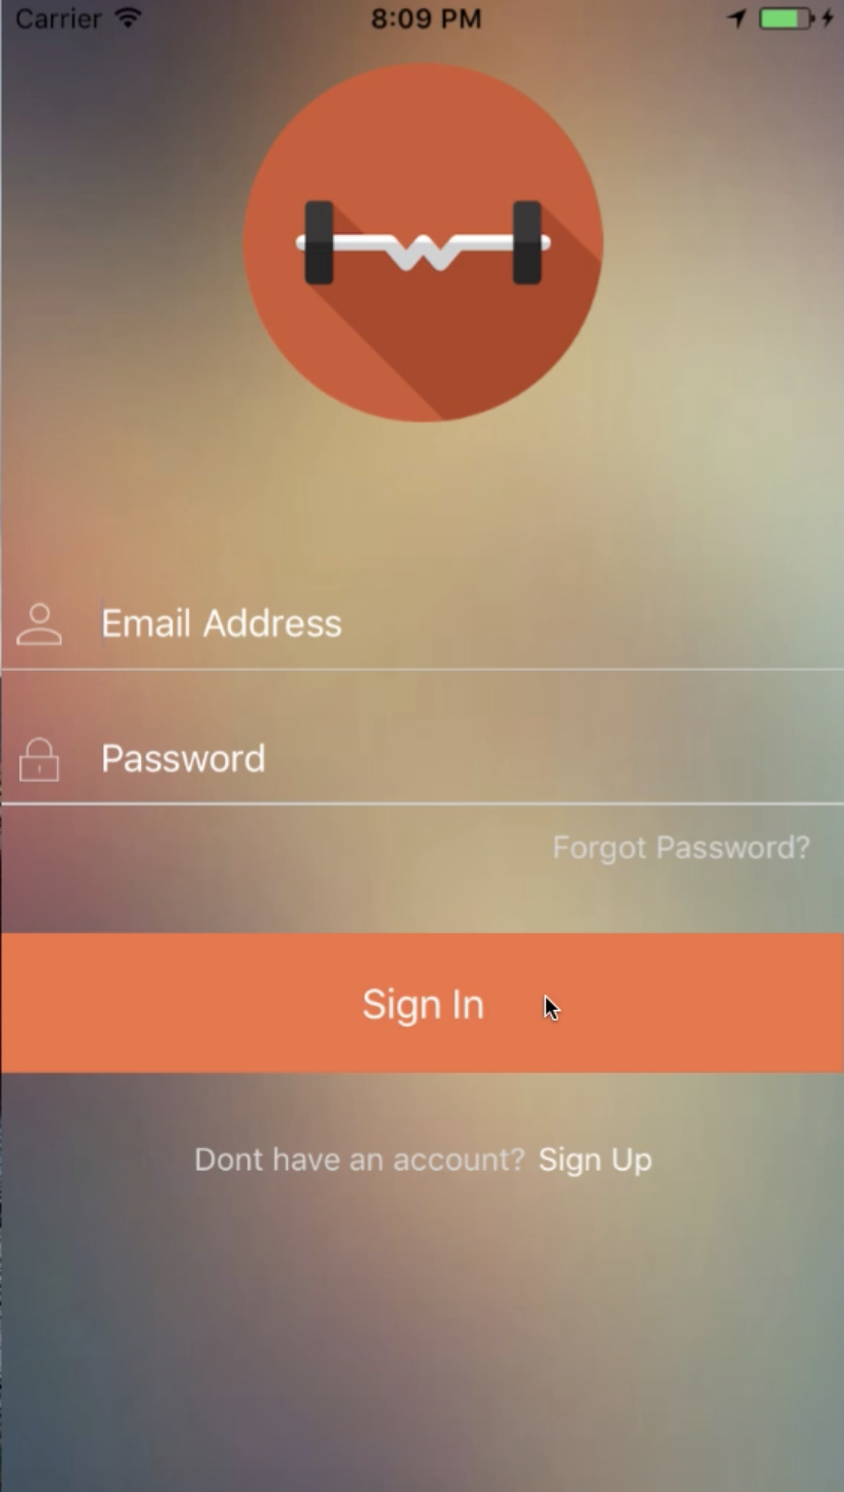 Carrier 8:09 PM
Email Address
Password
Forgot Password?
Sign In
Dont have an account? Sign Up